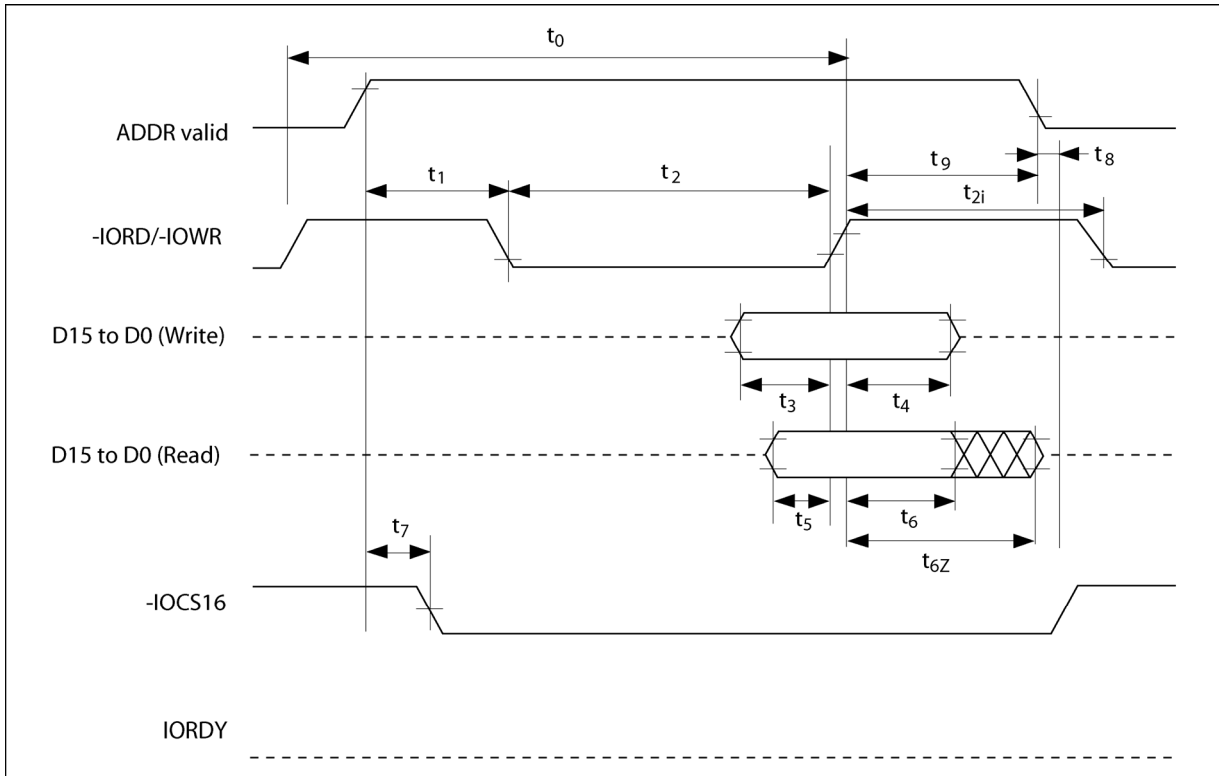 t0
ADDR valid
t9
t8
t1
t2
t2i
-IORD/-IOWR
D15 to D0 (Write)
t3
t4
D15 to D0 (Read)
t5
t6
t7
t6Z
-IOCS16
IORDY